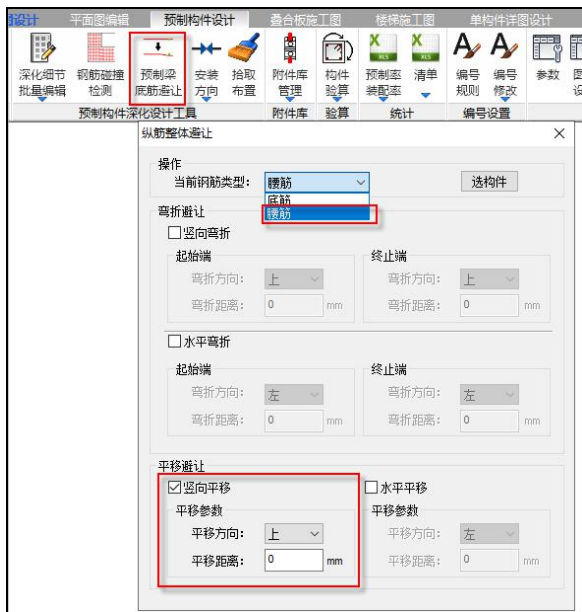 图设计 平面图编辑 预制构件设计 叠合板施工图 楼梯施工图 单构件详图设计
深化细节 钢筋碰撞 预制梁 安装 拾取 附件库 构件 预制率 清单 编号 编号 参数
批量编辑 检测 底筋避让 方向 布置 管理 验算 装配率 规则 修改
预制构件深化设计工具 附件库 验算 统计 编号设置
纵筋整体避让
操作
当前钢筋类型: 腰筋 选构件
底筋
腰筋
弯折避让
竖向弯折
起始端 终止端
弯折方向: 上 弯折方向: 上
弯折距离: 0 mm 弯折距离: 0 mm
水平弯折
起始端 终止端
弯折方向: 左 弯折方向: 左
弯折距离: 0 mm 弯折距离: 0 mm
平移避让
竖向平移 水平平移
平移参数 平移参数
平移方向: 上 平移方向: 左
平移距离: 0 mm 平移距离: 0 mm